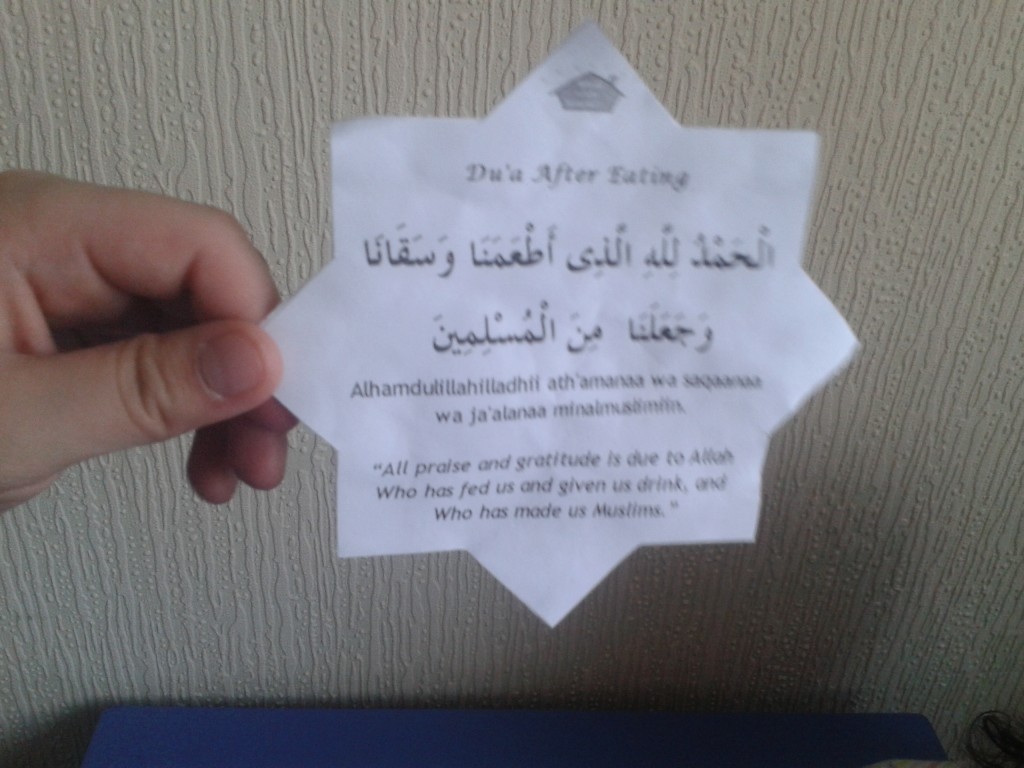 Du'a After Eating
الْحَمْدُ لِلَّهِ الَّذِى أَطْعَمَنَا وَسَقَانَا
وَجَعَلَنَا مِنَ الْمُسْلِمِينَ
Alhamdulillahilladhii ath'amanaa wa saqaanaa
wa ja'alanaa minalmuslimiin.
"All praise and gratitude is due to Allah
Who has fed us and given us drink, and
Who has made us Muslims."